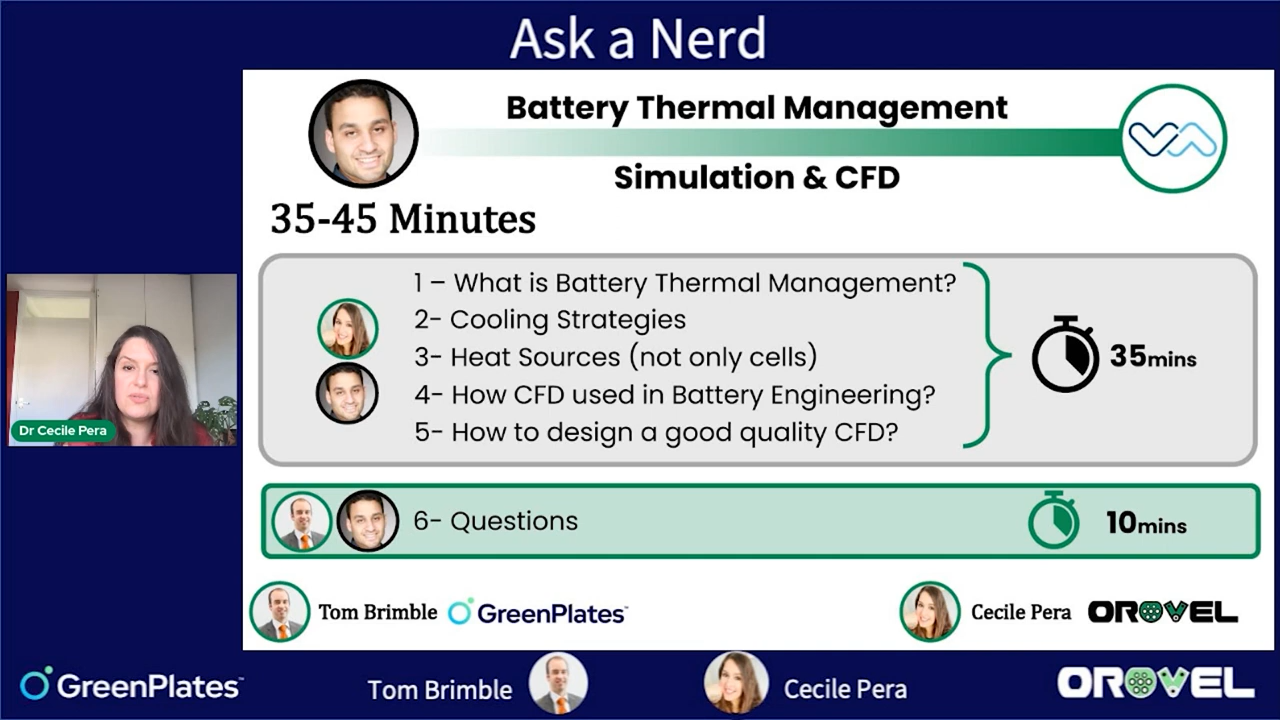 Ask a Nerd
Battery Thermal Management
Simulation & CFD
35-45 Minutes
1 – What is Battery Thermal Management?
2- Cooling Strategies
3- Heat Sources (not only cells)
4- How CFD used in Battery Engineering?
5- How to design a good quality CFD?
35mins
Dr Cecile Pera
6- Questions
10mins
Tom Brimble
GreenPlates
Cecile Pera
OROVEL
GreenPlates
Tom Brimble
Cecile Pera
OROVEL